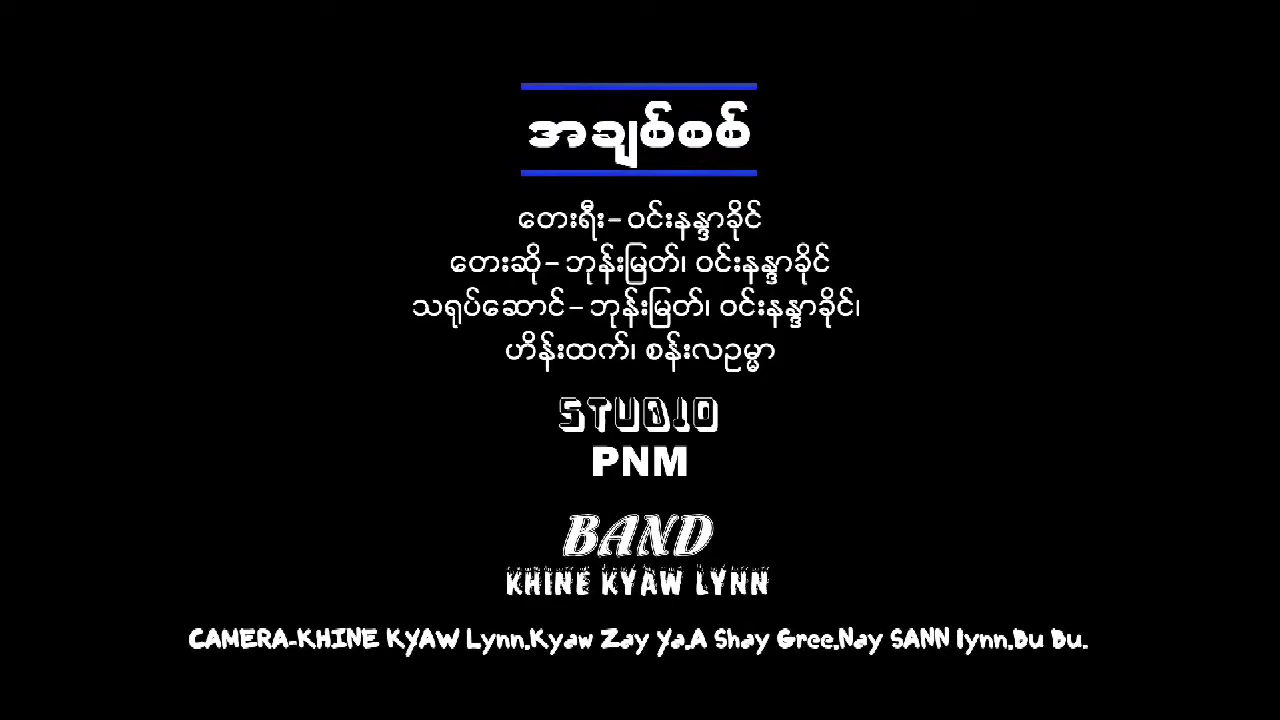 အချစ်စစ်
တေးရီး-ဝင်းနန္ဒာခိုင်
တေးဆို-ဘုန်းမြတ်၊ ဝင်းနန္ဒာခိုင်
သရုပ်ဆောင်-ဘုန်းမြတ်၊ ဝင်းနန္ဒာခိုင်၊
ဟိန်းထက်၊ စန်းလဥမ္မာ
STUDIO
PNM
BAND
KHINE KYAW LYNN
CAMERA-KHINE KYAW Lynn.Kyaw Zay Ya.A Shay Gree.Nay SANN lynn.Bu Bu.